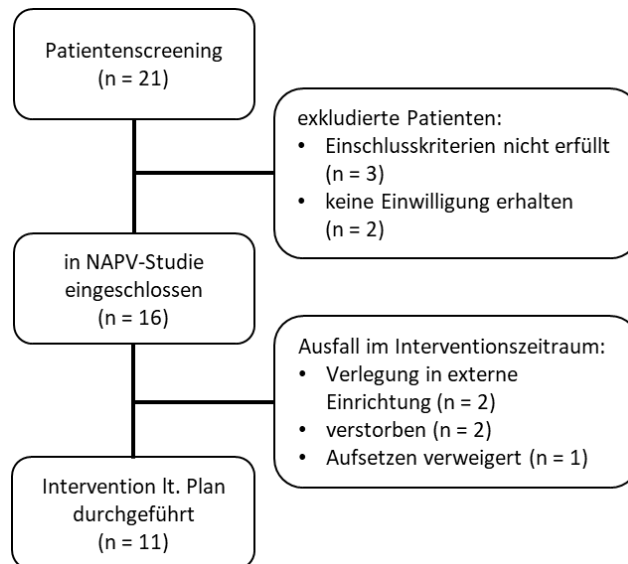 Patientenscreening
(n = 21)
exkludierte Patienten:
• Einschlusskriterien nicht erfüllt
(n = 3)
• keine Einwilligung erhalten
(n = 2)
in NAPV-Studie
eingeschlossen
(n = 16)
Ausfall im Interventionszeitraum:
• Verlegung in externe
Einrichtung (n = 2)
• verstorben (n = 2)
• Aufsetzen verweigert (n = 1)
Intervention lt. Plan
durchgeführt
(n = 11)